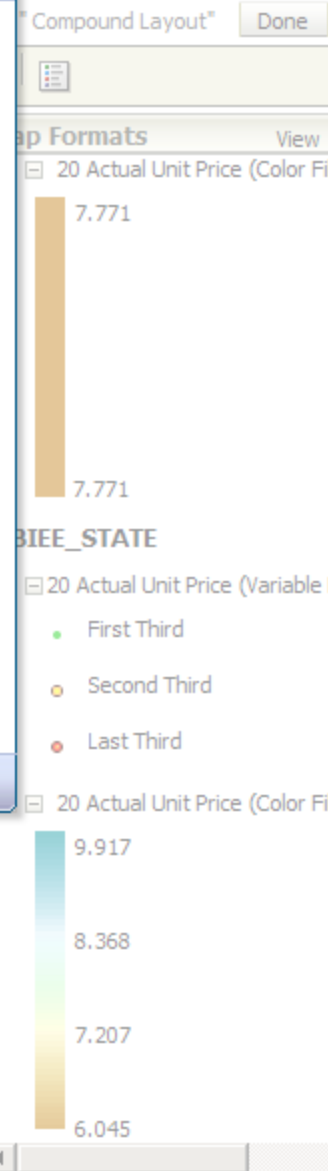 " Compound Layout" Done
ap Formats View
20 Actual Unit Price (Color Fi
7.771
7.771
BIEE_STATE
20 Actual Unit Price (Variable
First Third
Second Third
Last Third
20 Actual Unit Price (Color Fi
9.917
8.368
7.207
6.045